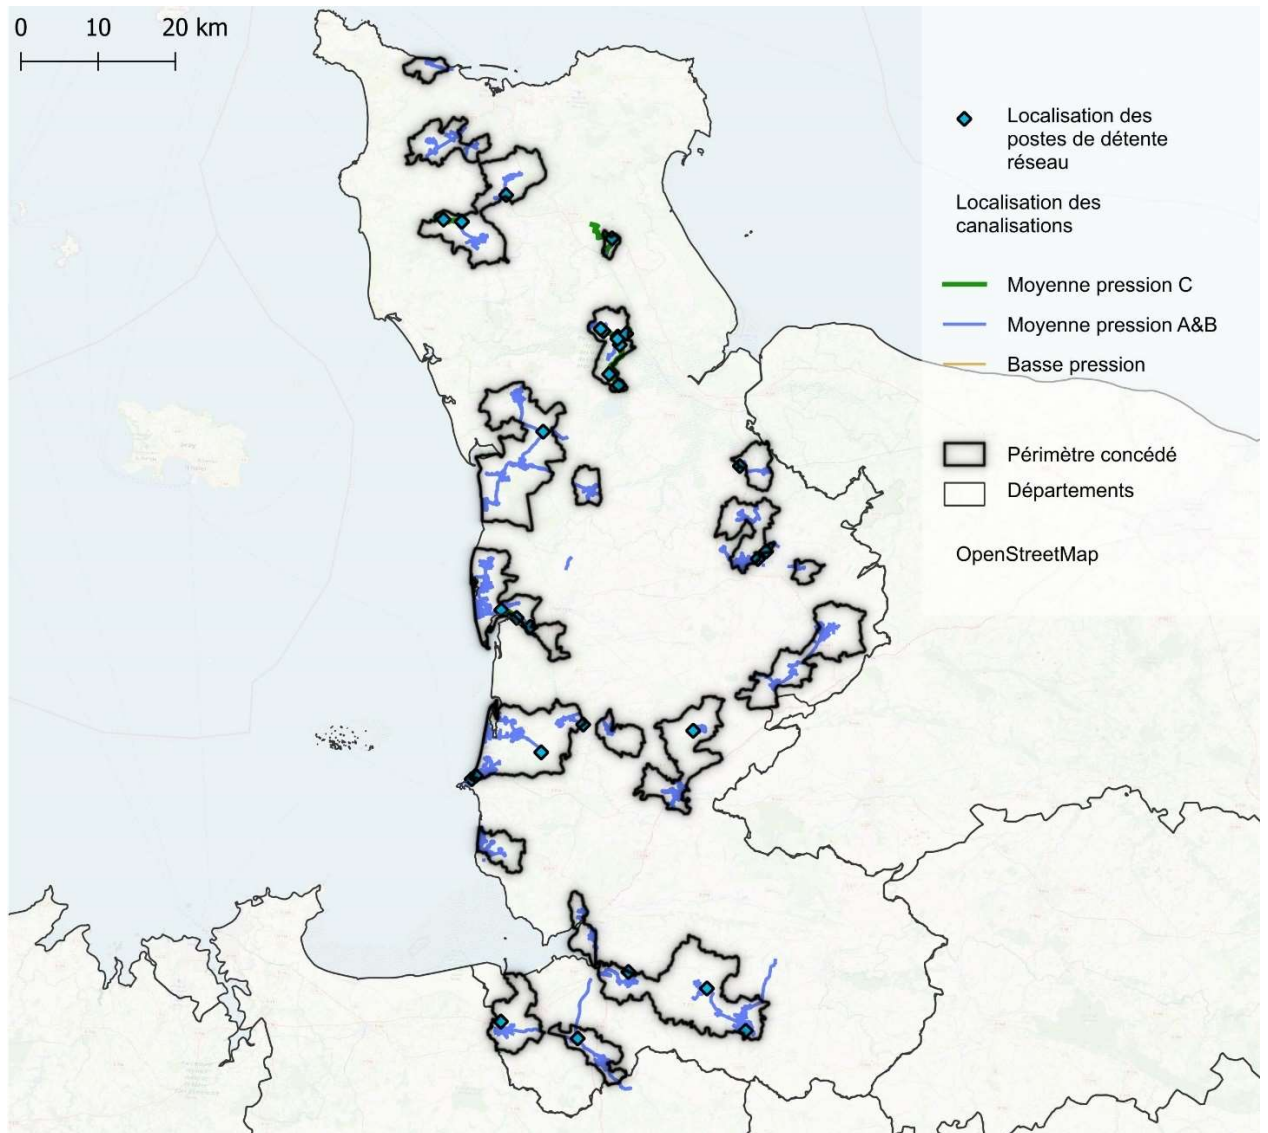 0 10 20 km
Localisation des
postes de détente
réseau
Localisation des
canalisations
Moyenne pression C
Moyenne pression A&B
Basse pression
Périmètre concédé
Départements
OpenStreetMap